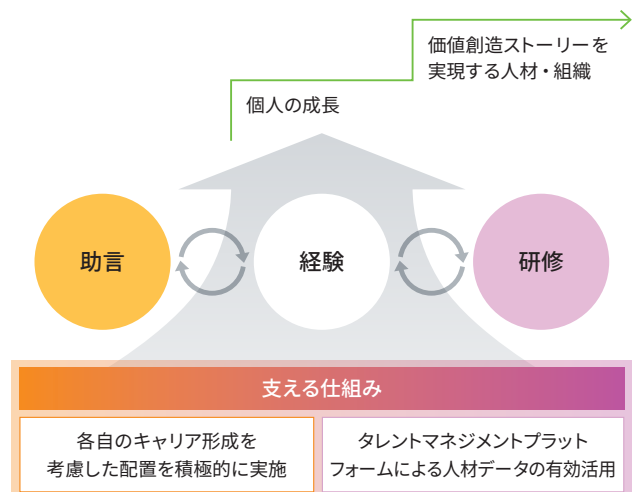 価値創造ストーリーを
実現する人材・組織
個人の成長
助言
経験
研修
支える仕組み
各自のキャリア形成を
考慮した配置を積極的に実施
タレントマネジメントプラット
フォームによる人材データの有効活用